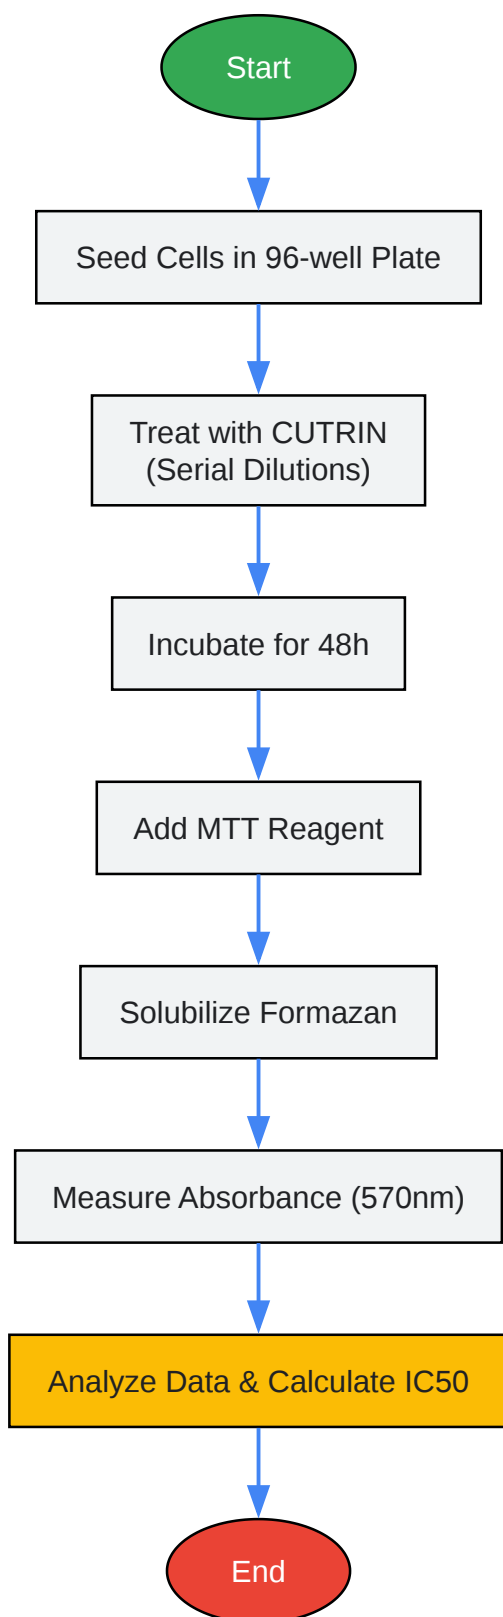 Start
Seed Cells in 96-well Plate
Treat with CUTRIN
(Serial Dilutions)
Incubate for 48h
Add MTT Reagent
Solubilize Formazan
Measure Absorbance (570nm)
Analyze Data & Calculate IC50
End